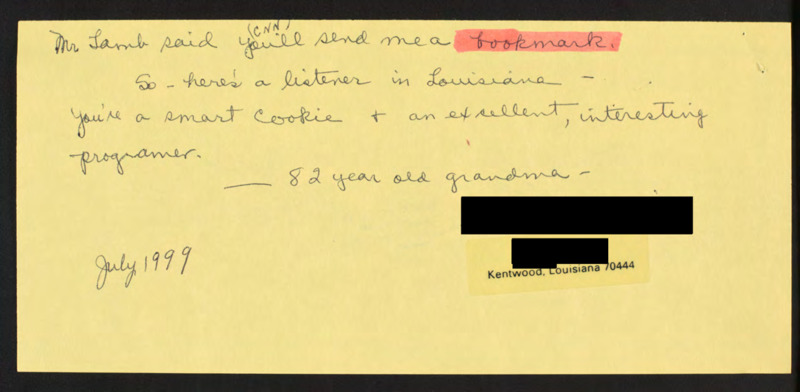 (CNN)
Mr Lamb said you'll send me a bookmark.
So - here's a listener in Louisiana -
You're a smart cookie + an exsellent, interesting
programer.
— 82 year old grandma -
July, 1999
Kentwood, Louisiana 70444